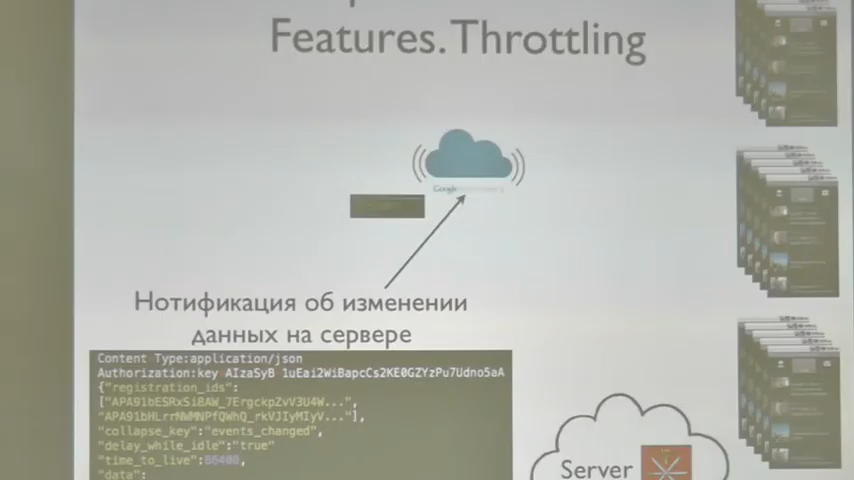 Features. Throttling
Google
Нотификация об изменении
данных на сервере
Content Type:application/json
Authorization:key AIzaSyB 1uEai2WiBapcCs2KE0GZYzPu7Udno5aA
{"registration_ids":
["APA91bESRxSi8AW_7ErgckpZvV3U4W...",
"APA91bHLrrNWMNPfQWhQ_rkVJIyMIyV..."],
"collapse_key":"events_changed",
"delay_while_idle":"true"
"time_to_live":86400,
"data":
Server